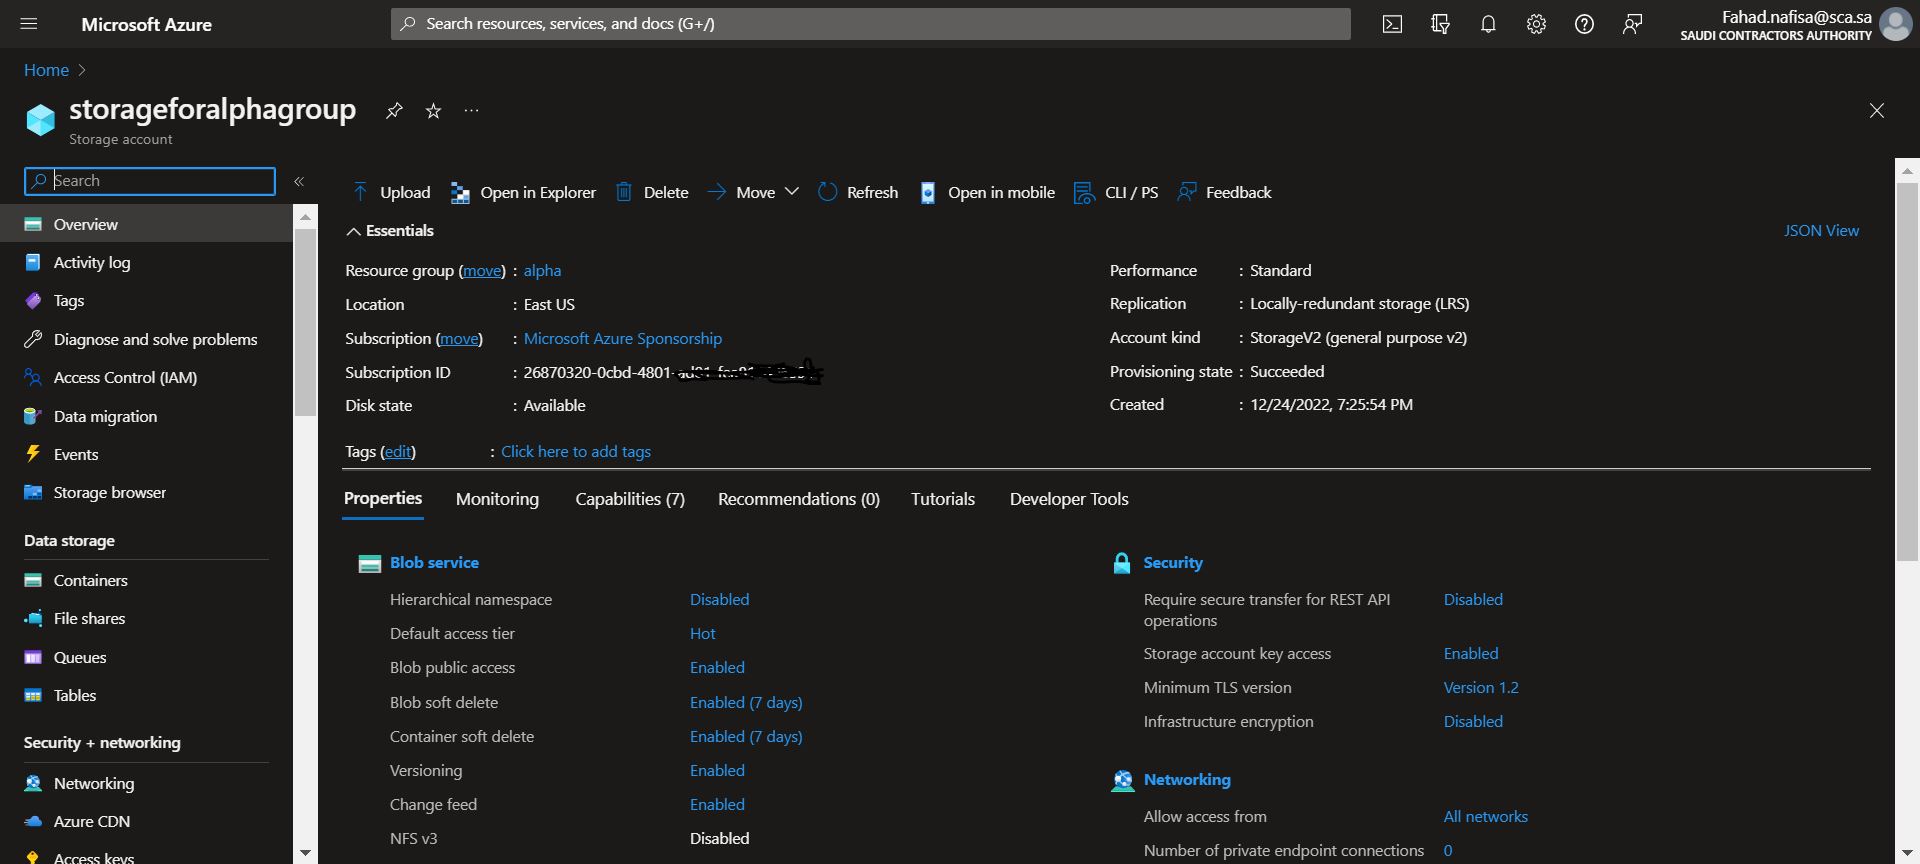 Microsoft Azure
Search resources, services, and docs (G+/)
Fahad.nafisa@sca.sa
SAUDI CONTRACTORS AUTHORITY
Home >
storageforalphagroup
Storage account
Search
Overview
Activity log
Tags
Diagnose and solve problems
Access Control (IAM)
Data migration
Events
Storage browser
Data storage
Containers
File shares
Queues
Tables
Security + networking
Networking
Azure CDN
Access keys
Upload
Open in Explorer
Delete
Move
Refresh
Open in mobile
CLI / PS
Feedback
Essentials
JSON View
Resource group (move) : alpha
Location : East US
Subscription (move) : Microsoft Azure Sponsorship
Subscription ID : 26870320-0cbd-4801-
Disk state : Available
Performance : Standard
Replication : Locally-redundant storage (LRS)
Account kind : StorageV2 (general purpose v2)
Provisioning state : Succeeded
Created : 12/24/2022, 7:25:54 PM
Tags (edit) : Click here to add tags
Properties
Monitoring
Capabilities (7)
Recommendations (0)
Tutorials
Developer Tools
Blob service
Hierarchical namespace Disabled
Default access tier Hot
Blob public access Enabled
Blob soft delete Enabled (7 days)
Container soft delete Enabled (7 days)
Versioning Enabled
Change feed Enabled
NFS v3 Disabled
Security
Require secure transfer for REST API Disabled
operations
Storage account key access Enabled
Minimum TLS version Version 1.2
Infrastructure encryption Disabled
Networking
Allow access from All networks
Number of private endpoint connections 0